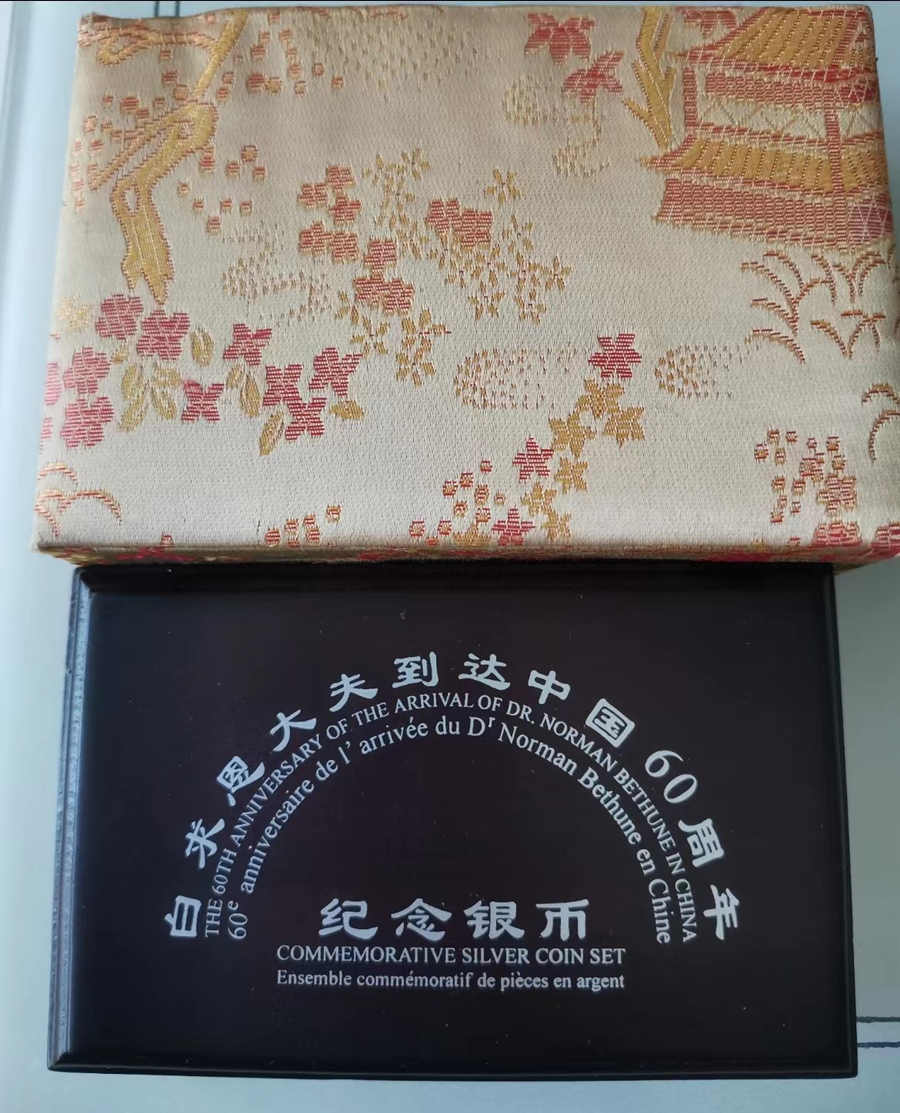 白求恩大夫到达中国60周年
THE 60TH ANNIVERSARY OF THE ARRIVAL OF DR. NORMAN BETHUNE IN CHINA
60e anniversaire de l' arrivée du Dr Norman Bethune en Chine
纪念银币
COMMEMORATIVE SILVER COIN SET
Ensemble commémoratif de pièces en argent